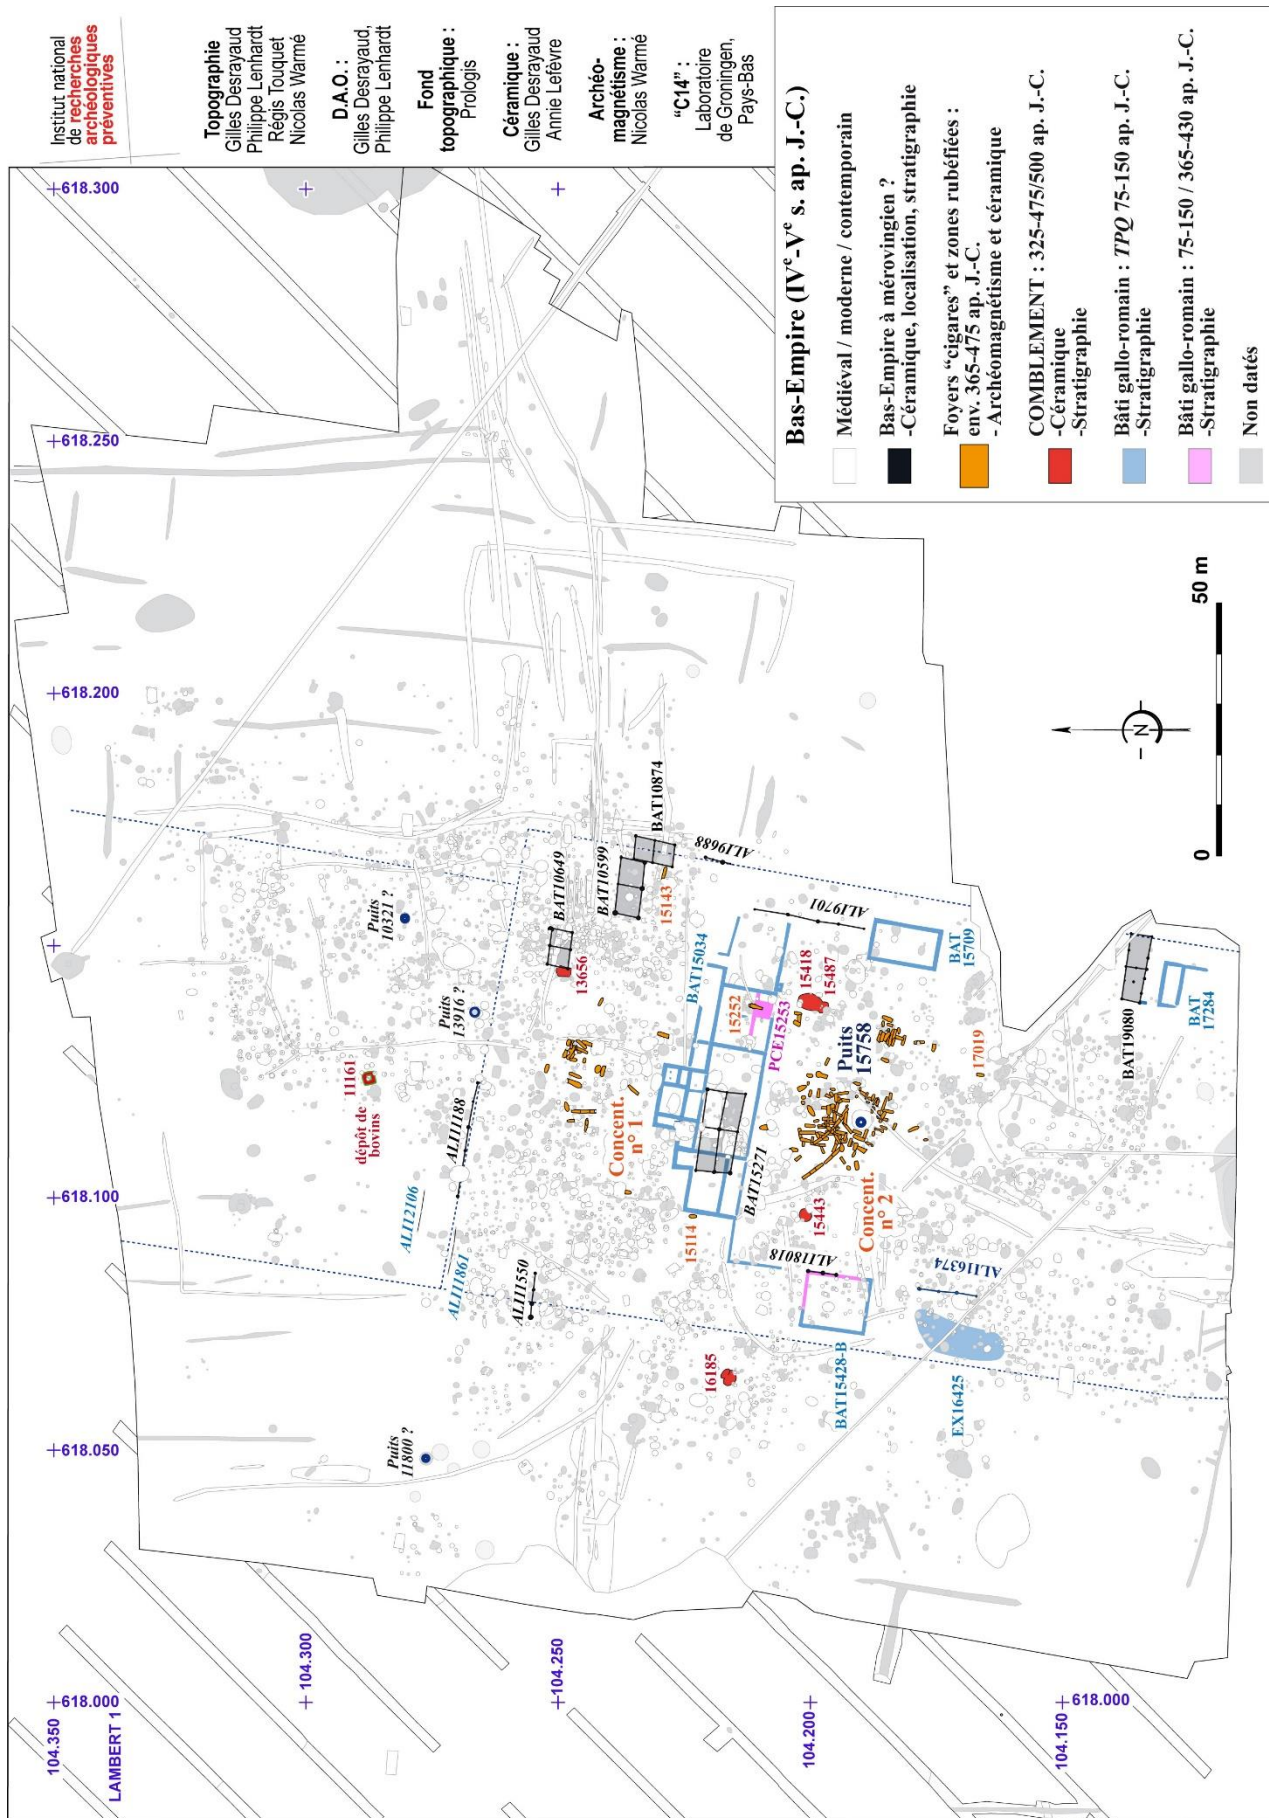 Institut national
de recherches
archéologiques
préventives
Topographie
Gilles Desrayaud
Philippe Lenhardt
Régis Touquet
Nicolas Warmé
D.A.O. :
Gilles Desrayaud,
Philippe Lenhardt
Fond
topographique :
Prologis
Céramique :
Gilles Desrayaud
Annie Lefèvre
Archéo-
magnétisme :
Nicolas Warmé
"C14" :
Laboratoire
de Groningen,
Pays-Bas
Bas-Empire (IVe-Ve s. ap. J.-C.)
Médiéval / moderne / contemporain
Bas-Empire à mérovingien ?
-Céramique, localisation, stratigraphie
Foyers “cigares” et zones rubéfiées :
env. 365-475 ap. J.-C.
- Archéomagnétisme et céramique
COMBLEMENT : 325-475/500 ap. J.-C.
-Céramique
-Stratigraphie
Bâti gallo-romain : TPQ 75-150 ap. J.-C.
-Stratigraphie
Bâti gallo-romain : 75-150 / 365-430 ap. J.-C.
-Stratigraphie
Non datés
618.300
618.250
618.200
618.100
618.050
618.000
104.350
LAMBERT 1
104.300
104.250
104.200
104.150
618.000
Puits
10321 ?
Puits
13916 ?
Puits
11800 ?
11161
dépôt de
bovins
ALI11188
ALI12106
ALI11861
ALI11550
BAT10649
13656
BAT10599
BAT10874
15143
ALI9688
ALI9701
BAT15034
15252
PCE15253
15418
15487
BAT
15709
Concent.
n° 1
15114
BAT15271
Puits
15758
15443
Concent.
n° 2
ALI18018
16185
BAT15428-B
ALI16374
EX16425
17019
BAT19080
BAT
17284
N
0
50 m